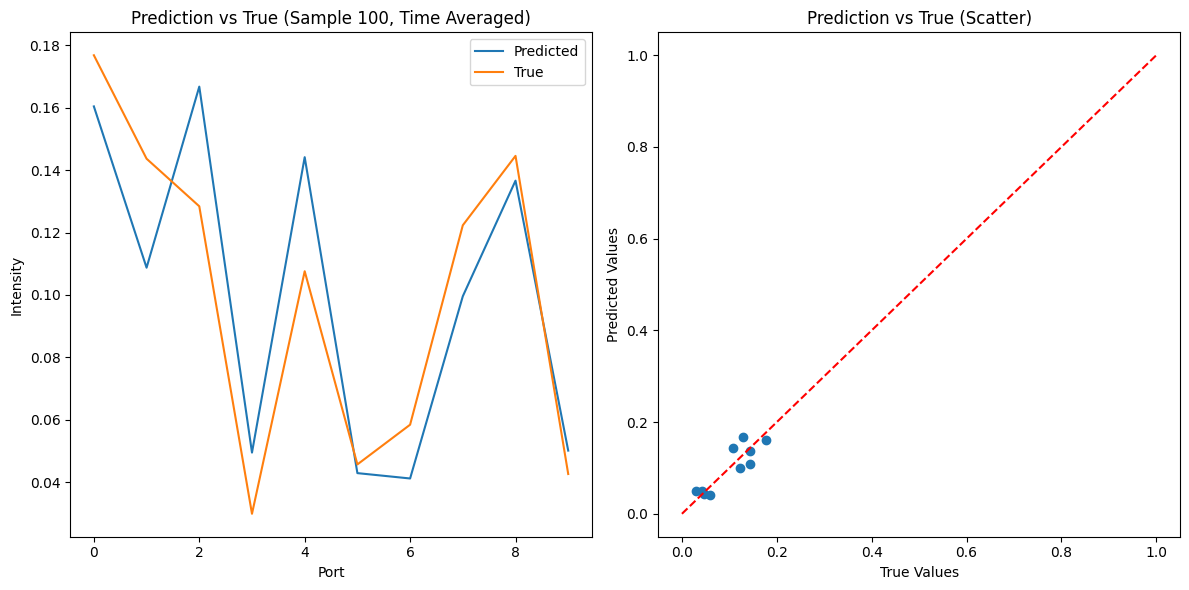 Prediction vs True (Sample 100, Time Averaged)
Predicted
True
0.18
0.16
0.14
0.12
0.10
0.08
0.06
0.04
Intensity
0 2 4 6 8
Port
Prediction vs True (Scatter)
1.0
0.8
0.6
0.4
0.2
0.0
Predicted Values
0.0 0.2 0.4 0.6 0.8 1.0
True Values